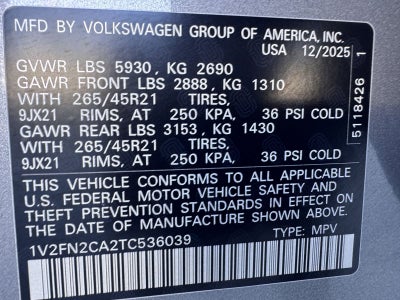 MFD BY VOLKSWAGEN GROUP OF AMERICA, INC.
USA 12/2025
GVWR LBS 5930, KG 2690
GAWR FRONT LBS 2888, KG 1310
WITH 265/45R21 TIRES,
9JX21 RIMS, AT 250 KPA, 36 PSI COLD
GAWR REAR LBS 3153, KG 1430
WITH 265/45R21 TIRES,
9JX21 RIMS, AT 250 KPA, 36 PSI COLD
THIS VEHICLE CONFORMS TO ALL APPLICABLE
U.S. FEDERAL MOTOR VEHICLE SAFETY AND
THEFT PREVENTION STANDARDS IN EFFECT ON
THE DATE OF MANUFACTURE SHOWN ABOVE.
1V2FN2CA2TC536039 TYPE: MPV
5118426 1